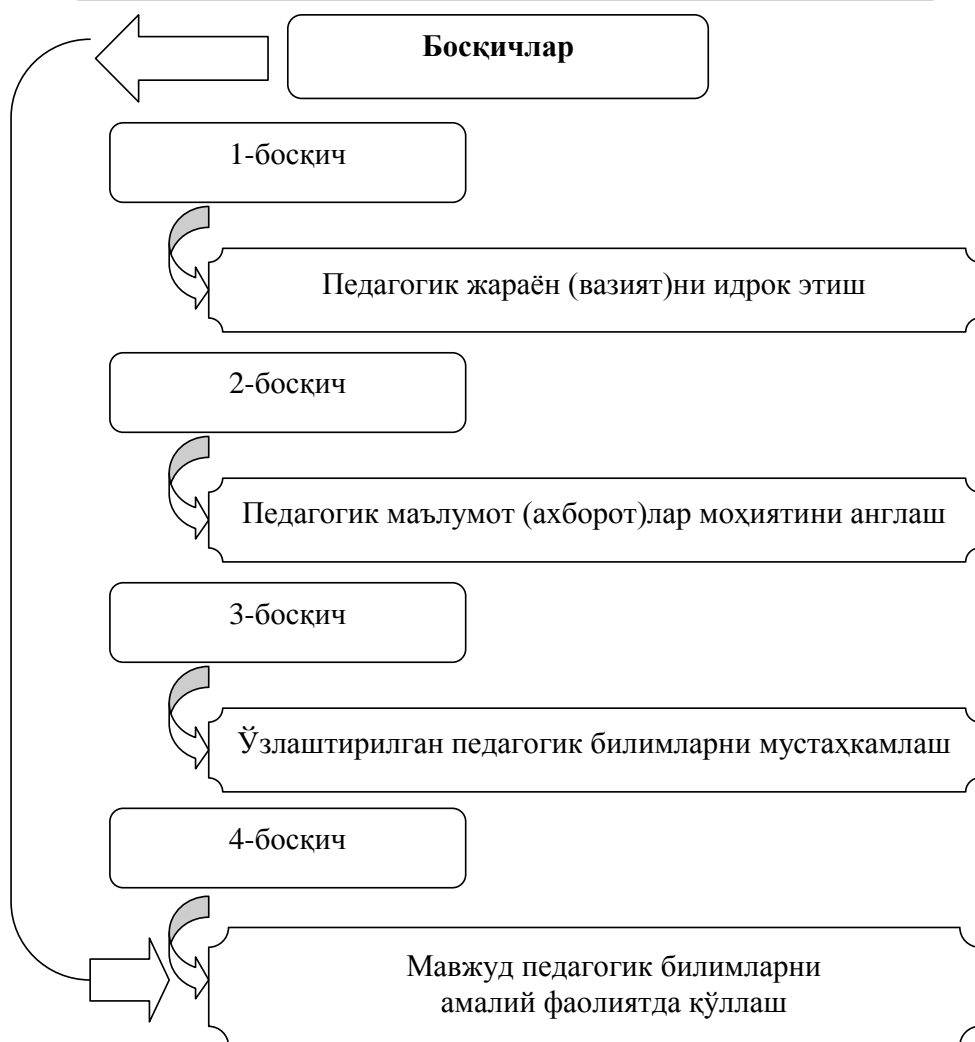 Босқичлар
1-босқич
Педагогик жараён (вазият)ни идрок этиш
2-босқич
Педагогик маълумот (ахборот)лар моҳиятини англаш
3-босқич
Ўзлаштирилган педагогик билимларни мустаҳкамлаш
4-босқич
Мавжуд педагогик билимларни
амалий фаолиятда қўллаш